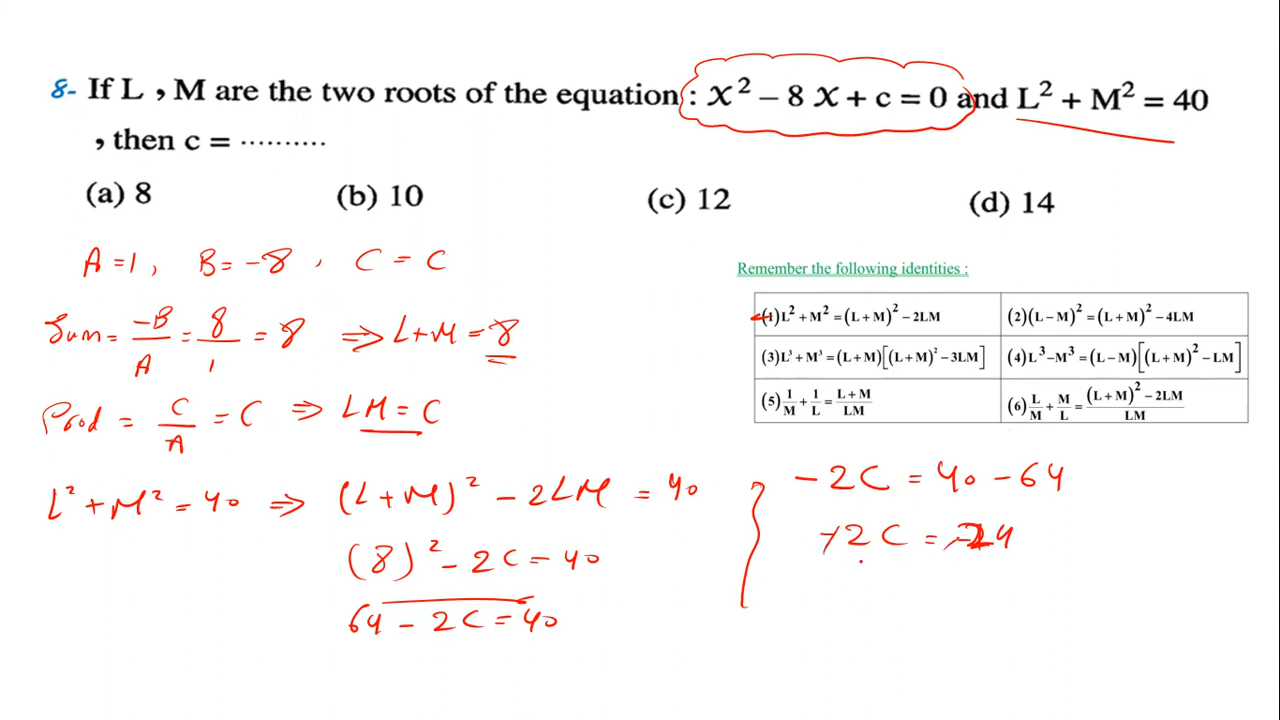 8- If L , M are the two roots of the equation : x² – 8 x + c = 0 and L² + M² = 40
, then c = ··········
(a) 8 (b) 10 (c) 12 (d) 14
A = 1 , B = -8 , C = C
Sum = -B/A = 8/1 = 8 ⇒ L+M = 8
Prod = C/A = C ⇒ LM = C
L² + M² = 40 ⇒ (L+M)² - 2LM = 40
(8)² - 2C = 40
64 - 2C = 40
Remember the following identities :
(1) L² + M² = (L + M)² – 2LM (2) (L – M)² = (L + M)² – 4LM
(3) L³ + M³ = (L + M)[(L + M)² – 3LM] (4) L³ – M³ = (L – M)[(L + M)² – LM]
(5) 1/M + 1/L = L + M/LM (6) L/M + M/L = (L + M)² – 2LM/LM
- 2C = 40 - 64
-2C = -24